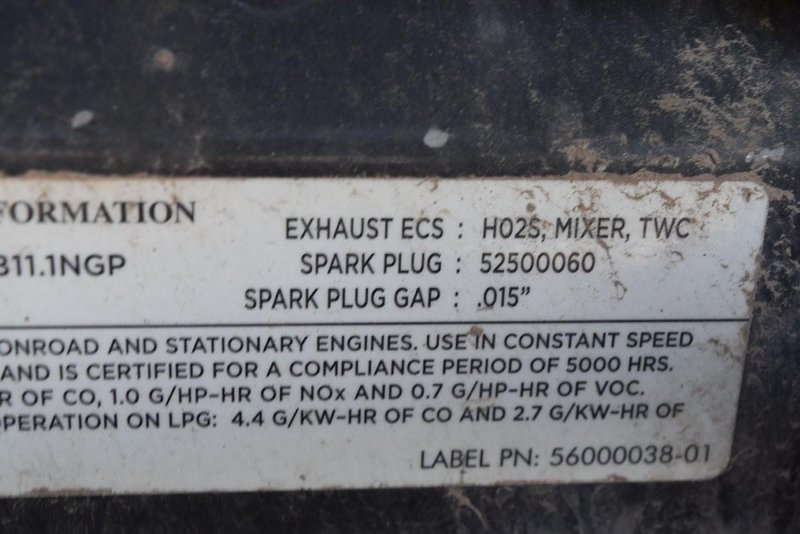 FORMATION
EXHAUST ECS : H02S, MIXER, TWC
B11.1NGP
SPARK PLUG : 52500060
SPARK PLUG GAP : .015"
ONROAD AND STATIONARY ENGINES. USE IN CONSTANT SPEED
AND IS CERTIFIED FOR A COMPLIANCE PERIOD OF 5000 HRS.
R OF CO, 1.0 G/HP-HR OF NOx AND 0.7 G/HP-HR OF VOC.
OPERATION ON LPG: 4.4 G/KW-HR OF CO AND 2.7 G/KW-HR OF
LABEL PN: 56000038-01